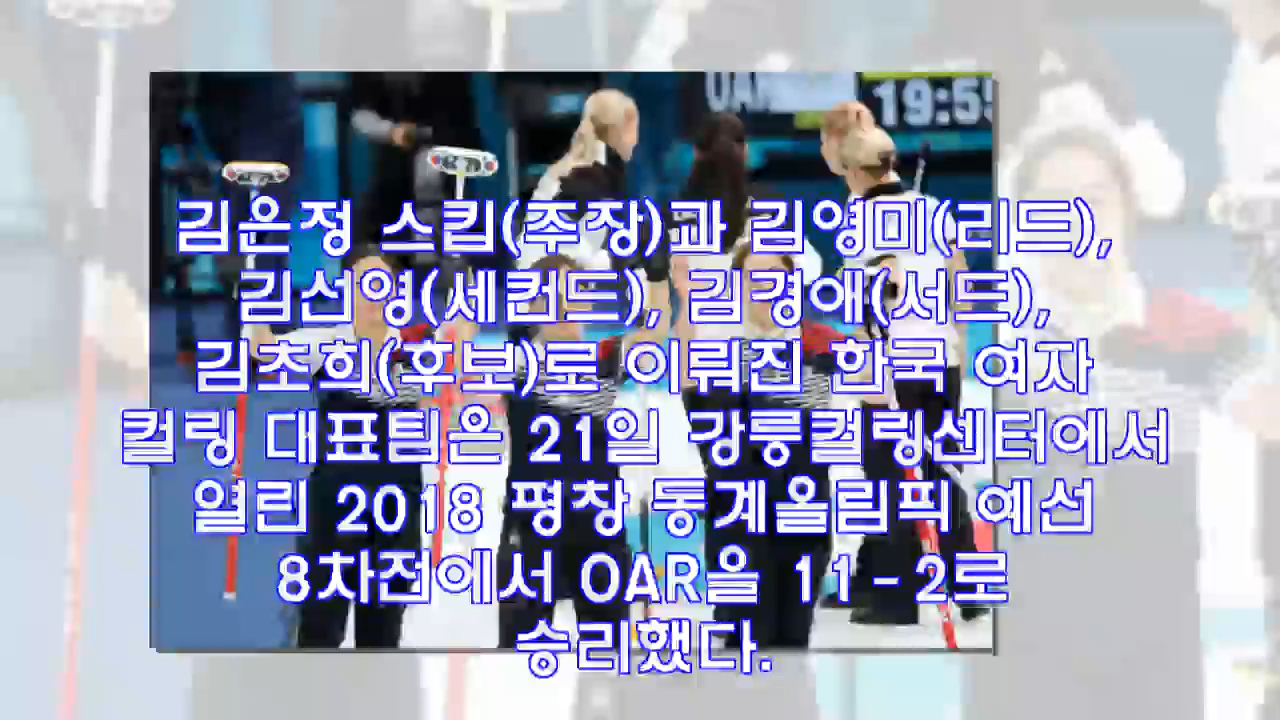 OAR
19:55
김은정 스킵(주장)과 김영미(리드),
김선영(세컨드), 김경애(서드),
김초희(후보)로 이뤄진 한국 여자
컬링 대표팀은 21일 강릉컬링센터에서
열린 2018 평창 동계올림픽 예선
8차전에서 OAR을 11-2로
승리했다.